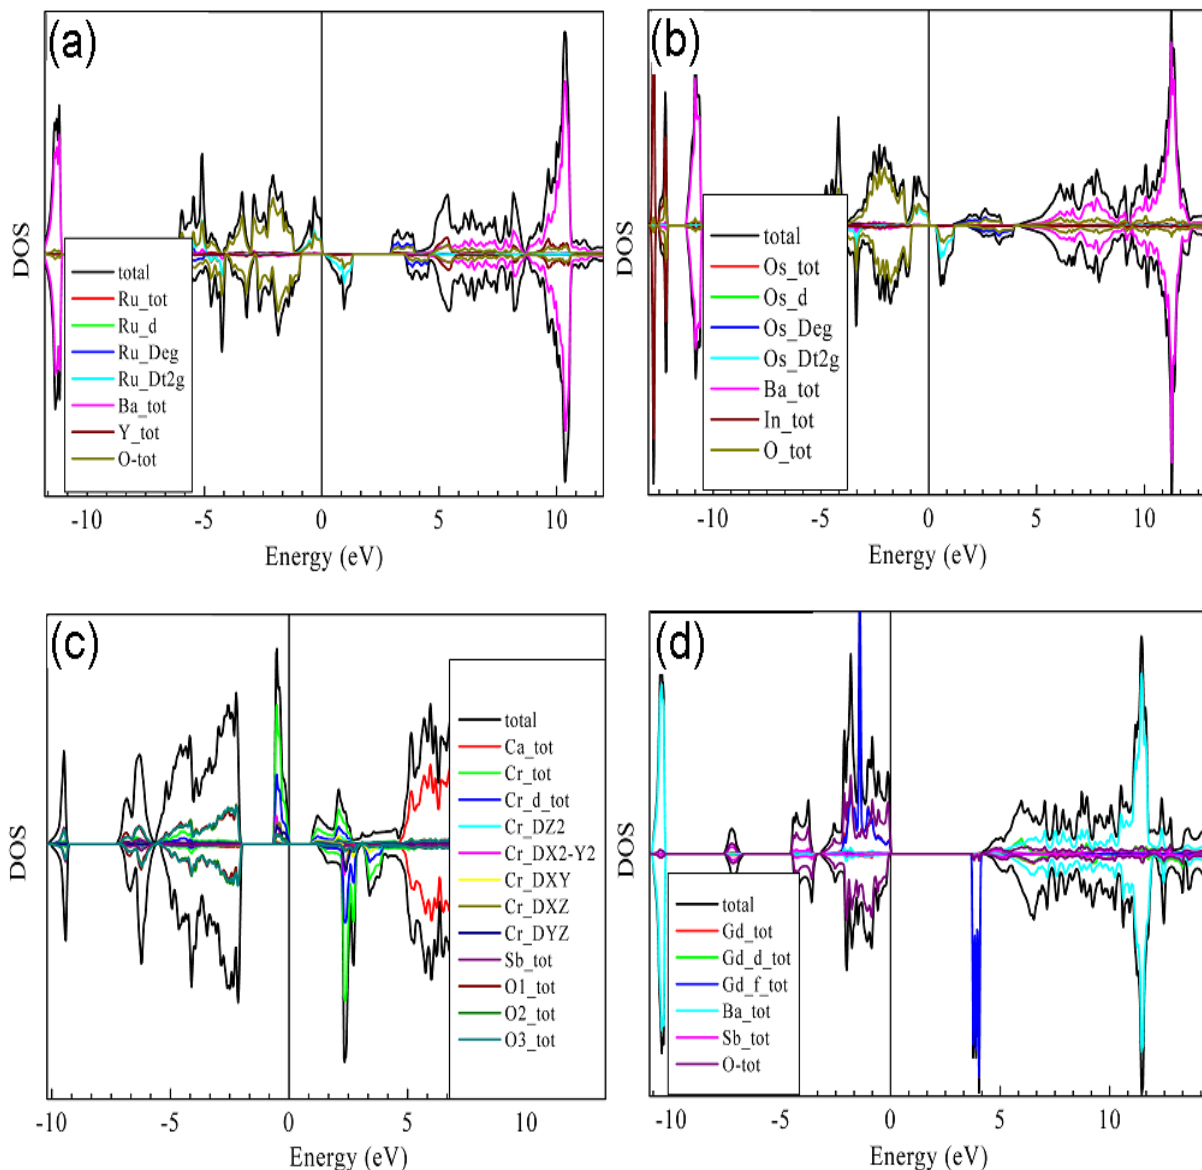 (a)
DOS
total
Ru_tot
Ru_d
Ru_Deg
Ru_Dt2g
Ba_tot
Y_tot
O-tot
-10 -5 0 5 10
Energy (eV)
(b)
DOS
total
Os_tot
Os_d
Os_Deg
Os_Dt2g
Ba_tot
In_tot
O_tot
-10 -5 0 5 10
Energy (eV)
(c)
DOS
total
Ca_tot
Cr_tot
Cr_d_tot
Cr_DZ2
Cr_DX2-Y2
Cr_DXY
Cr_DXZ
Cr_DYZ
Sb_tot
O1_tot
O2_tot
O3_tot
-10 -5 0 5 10
Energy (eV)
(d)
DOS
total
Gd_tot
Gd_d_tot
Gd_f_tot
Ba_tot
Sb_tot
O-tot
-10 -5 0 5 10
Energy (eV)